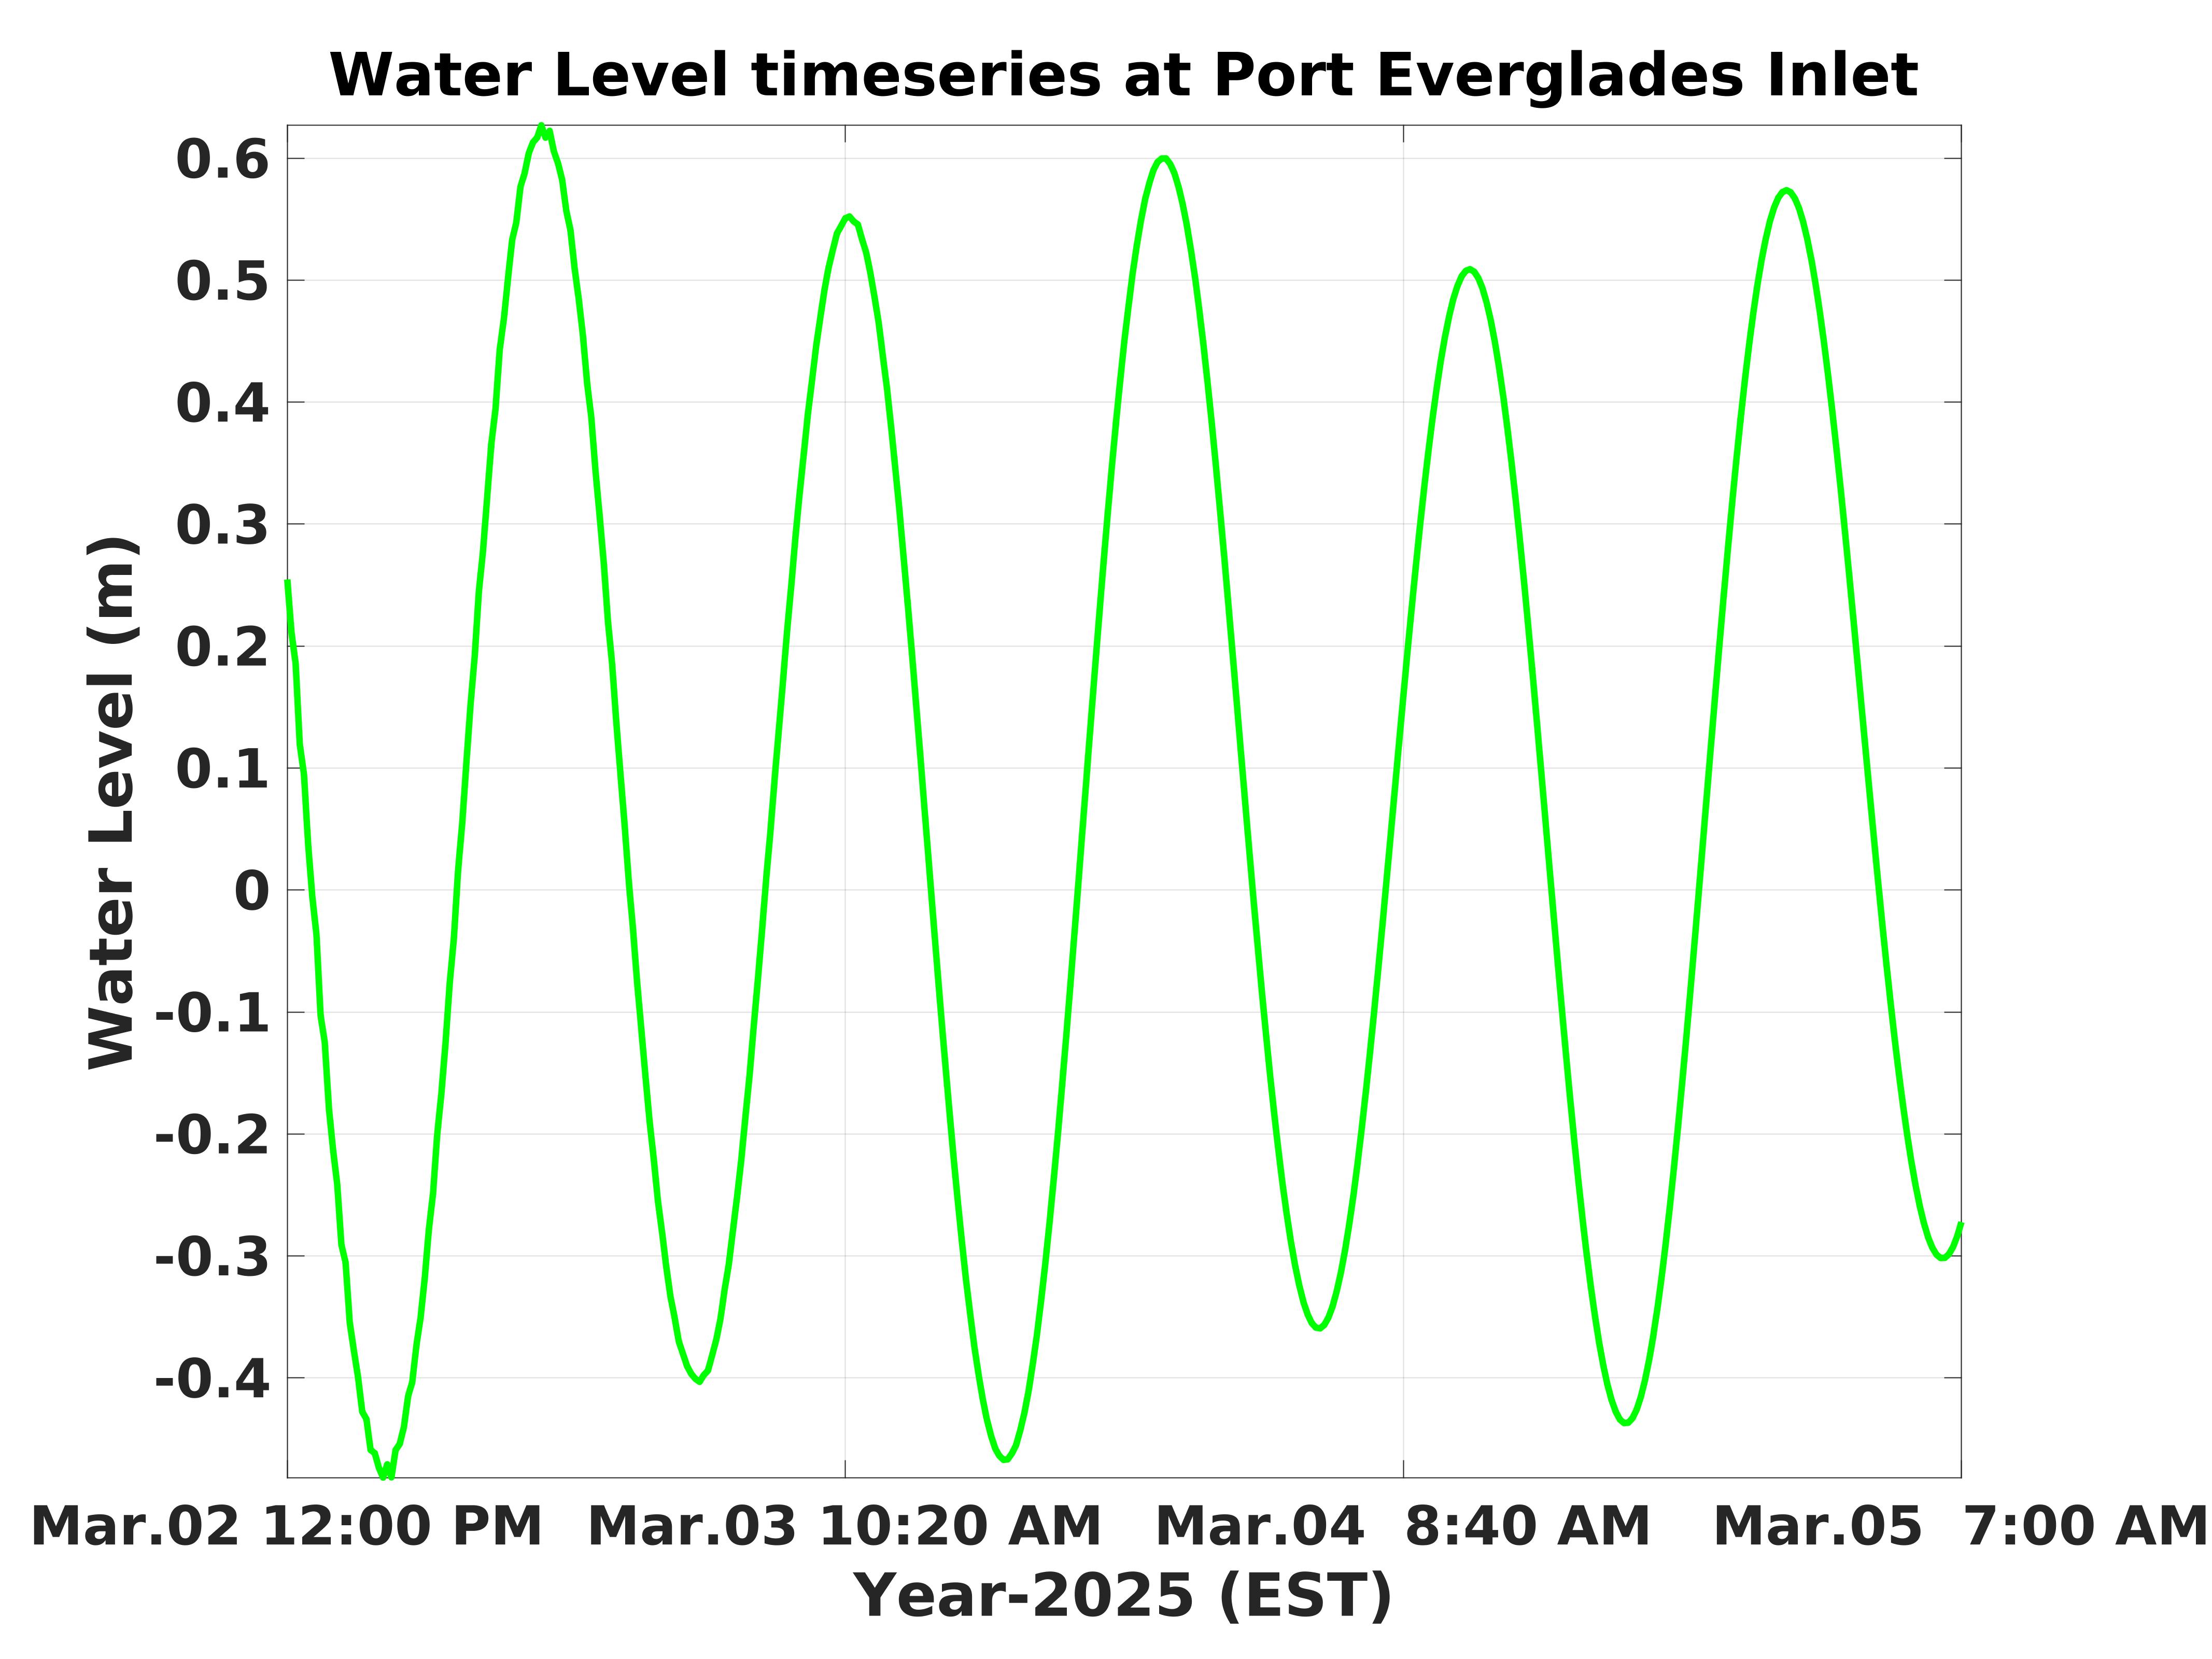 Water Level timeseries at Port Everglades Inlet
0.6
0.5
0.4
0.3
0.2
0.1
0
-0.1
-0.2
-0.3
-0.4
Water Level (m)
Mar.02 12:00 PM Mar.03 10:20 AM Mar.04 8:40 AM Mar.05 7:00 AM
Year-2025 (EST)